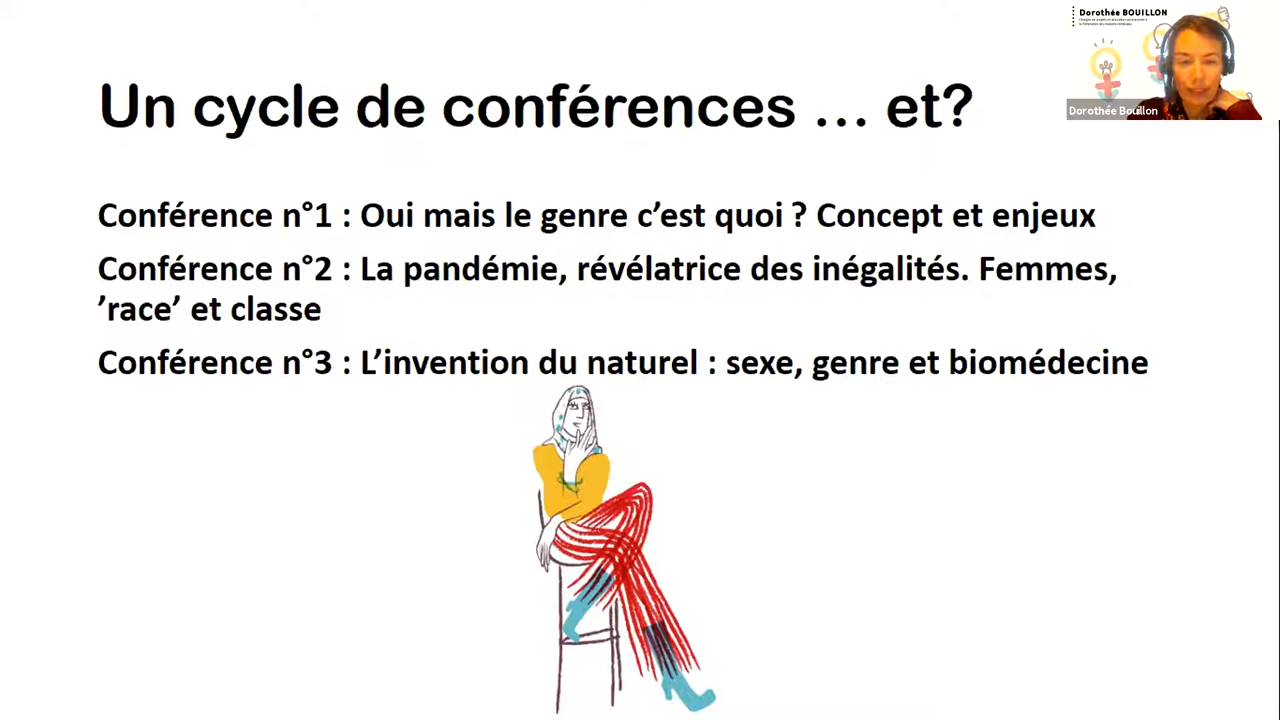 Dorothée BOUILLON
Un cycle de conférences ... et?
Dorothée Bouillon
Conférence n°1 : Oui mais le genre c’est quoi ? Concept et enjeux
Conférence n°2 : La pandémie, révélatrice des inégalités. Femmes,
’race’ et classe
Conférence n°3 : L’invention du naturel : sexe, genre et biomédecine